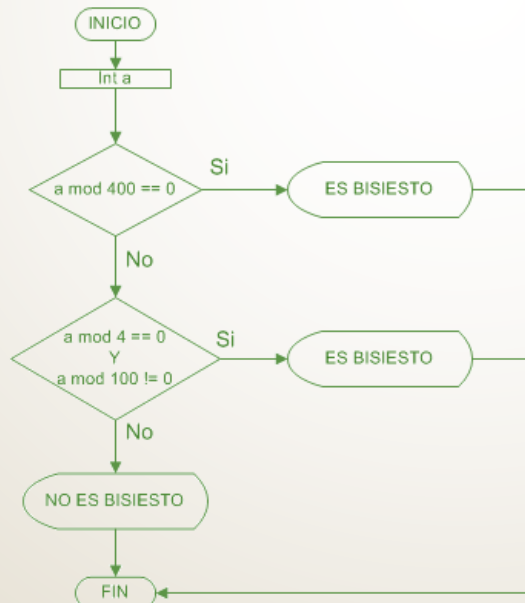 INICIO
Int a
a mod 400 == 0
Si
ES BISIESTO
No
a mod 4 == 0
Y
a mod 100 != 0
Si
ES BISIESTO
No
NO ES BISIESTO
FIN